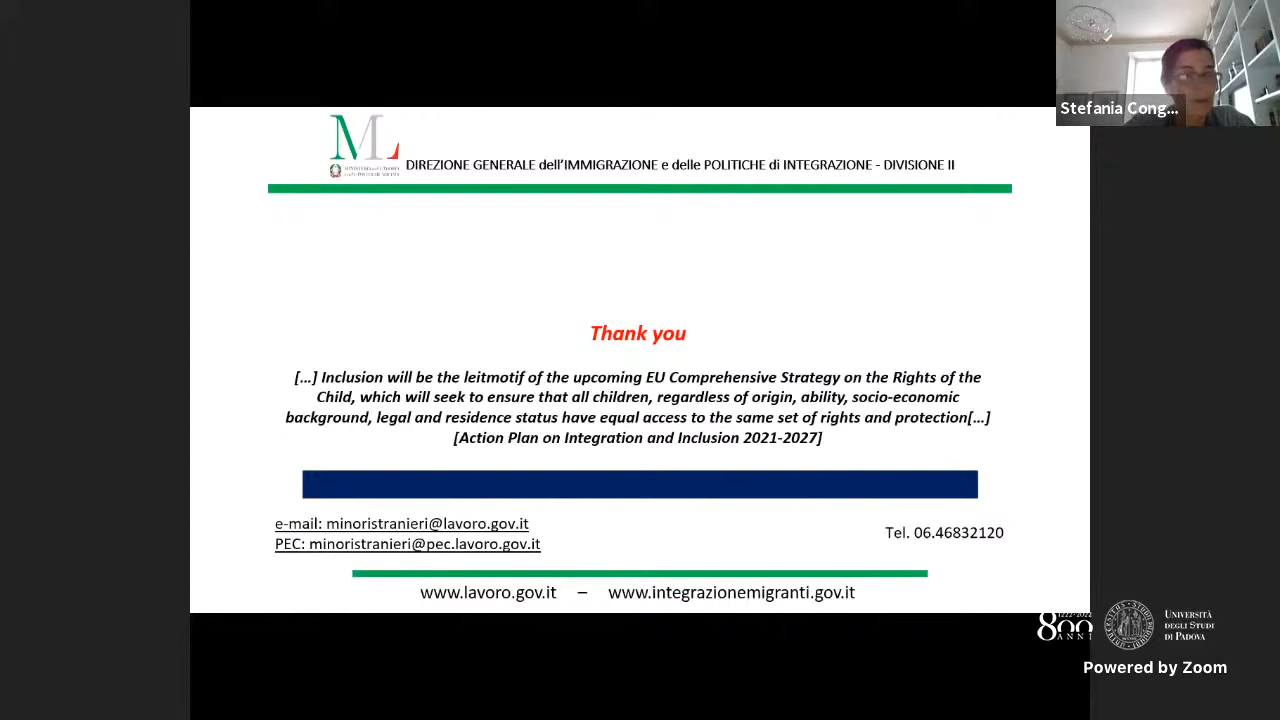 Stefania Cong...
ML
DIREZIONE GENERALE dell'IMMIGRAZIONE e delle POLITICHE di INTEGRAZIONE - DIVISIONE II
Thank you
[...] Inclusion will be the leitmotif of the upcoming EU Comprehensive Strategy on the Rights of the
Child, which will seek to ensure that all children, regardless of origin, ability, socio-economic
background, legal and residence status have equal access to the same set of rights and protection[...]
[Action Plan on Integration and Inclusion 2021-2027]
e-mail: minoristranieri@lavoro.gov.it
PEC: minoristranieri@pec.lavoro.gov.it
Tel. 06.46832120
www.lavoro.gov.it – www.integrazionemigranti.gov.it
1222-2022
800
ANNI
UNIVERSITÀ
DEGLI STUDI
DI PADOVA
Powered by Zoom